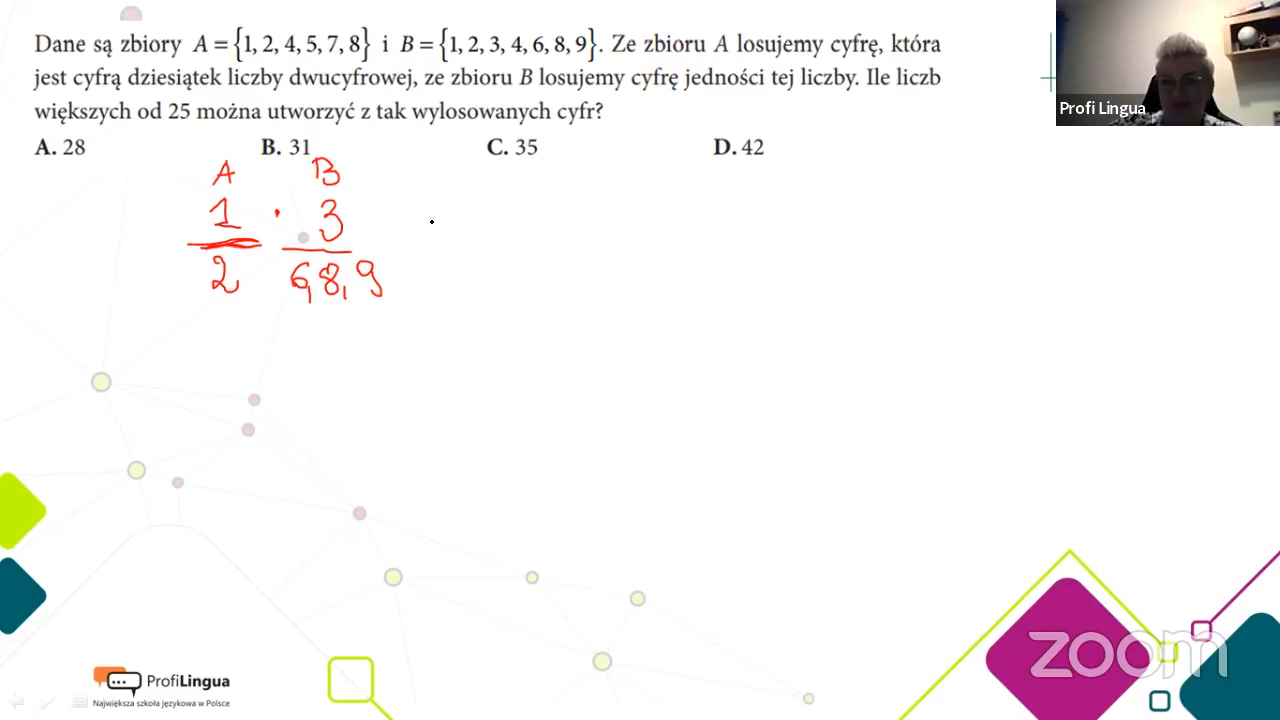 Dane są zbiory A = {1, 2, 4, 5, 7, 8} i B = {1, 2, 3, 4, 6, 8, 9}. Ze zbioru A losujemy cyfrę, która
jest cyfrą dziesiątek liczby dwucyfrowej, ze zbioru B losujemy cyfrę jedności tej liczby. Ile liczb
większych od 25 można utworzyć z tak wylosowanych cyfr?
A. 28 B. 31 C. 35 D. 42
A B
1 · 3
2 6,8,9
Profi Lingua
zoom
ProfiLingua
Największa szkoła językowa w Polsce